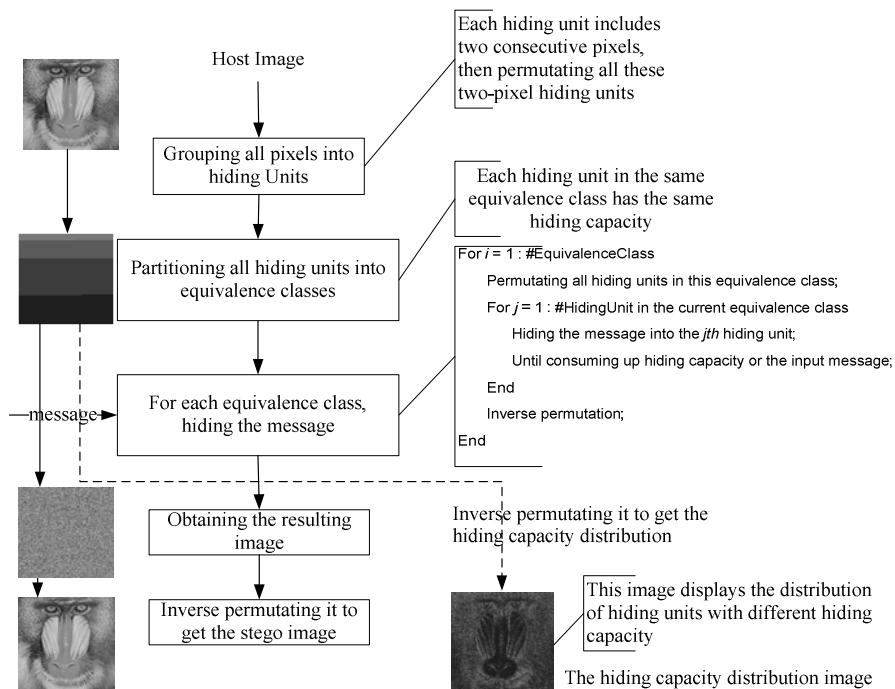 Host Image
Each hiding unit includes
two consecutive pixels,
then permutating all these
two-pixel hiding units
Grouping all pixels into
hiding Units
Each hiding unit in the same
equivalence class has the same
hiding capacity
Partitioning all hiding units into
equivalence classes
For i = 1 : #EquivalenceClass
Permutating all hiding units in this equivalence class;
For j = 1 : #HidingUnit in the current equivalence class
Hiding the message into the jth hiding unit;
Until consuming up hiding capacity or the input message;
End
Inverse permutation;
End
message
For each equivalence class,
hiding the message
Obtaining the resulting
image
Inverse permutating it to get the
hiding capacity distribution
Inverse permutating it to
get the stego image
This image displays the distribution
of hiding units with different hiding
capacity
The hiding capacity distribution image